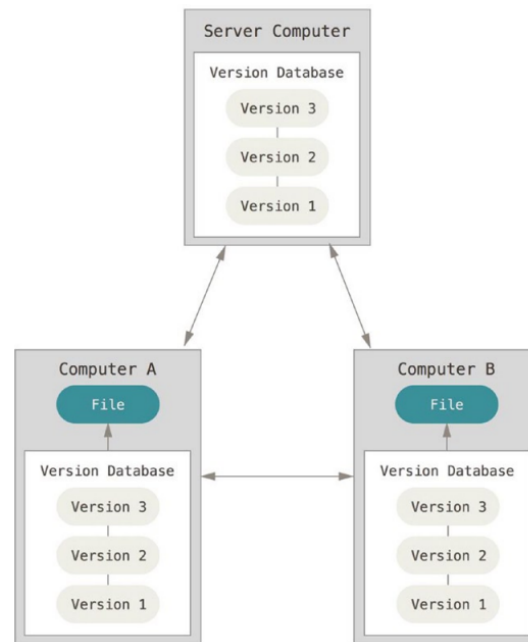 Server Computer
Version Database
Version 3
Version 2
Version 1
Computer A
File
Version Database
Version 3
Version 2
Version 1
Computer B
File
Version Database
Version 3
Version 2
Version 1